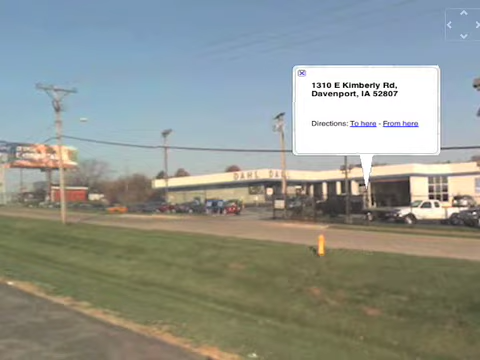 1310 E Kimberly Rd,
Davenport, IA 52807
Directions: To here - From here
DAHL